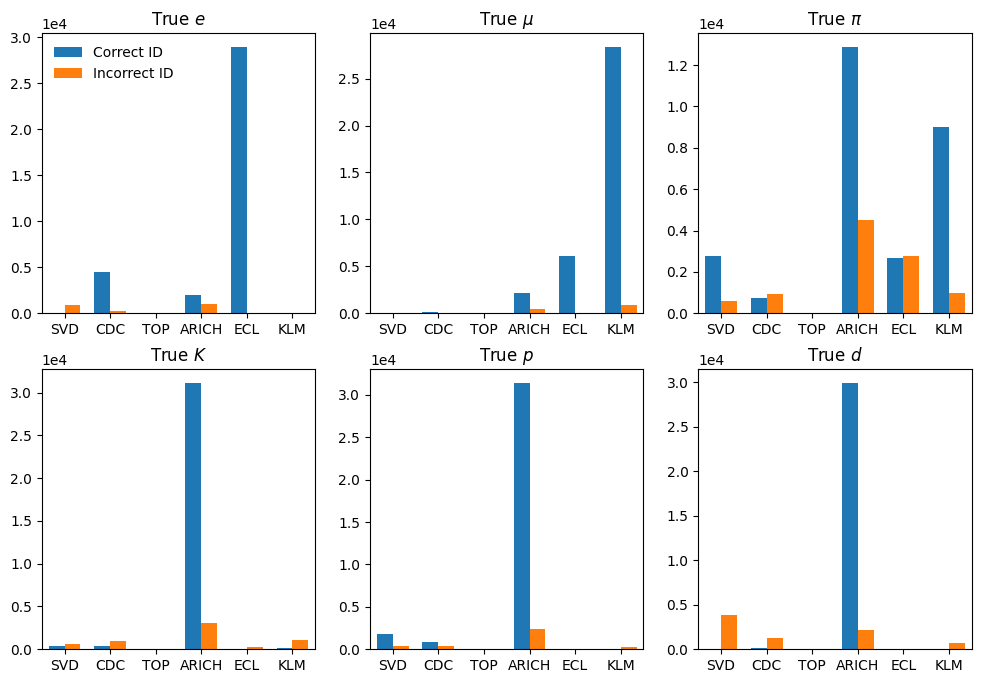 True e
True μ
True π
1e4
1e4
1e4
Correct ID
Incorrect ID
3.0
2.5
2.0
1.5
1.0
0.5
0.0
2.5
2.0
1.5
1.0
0.5
0.0
1.2
1.0
0.8
0.6
0.4
0.2
0.0
SVD CDC TOP ARICH ECL KLM
SVD CDC TOP ARICH ECL KLM
SVD CDC TOP ARICH ECL KLM
True K
True p
True d
1e4
1e4
1e4
3.0
2.5
2.0
1.5
1.0
0.5
0.0
3.0
2.5
2.0
1.5
1.0
0.5
0.0
3.0
2.5
2.0
1.5
1.0
0.5
0.0
SVD CDC TOP ARICH ECL KLM
SVD CDC TOP ARICH ECL KLM
SVD CDC TOP ARICH ECL KLM